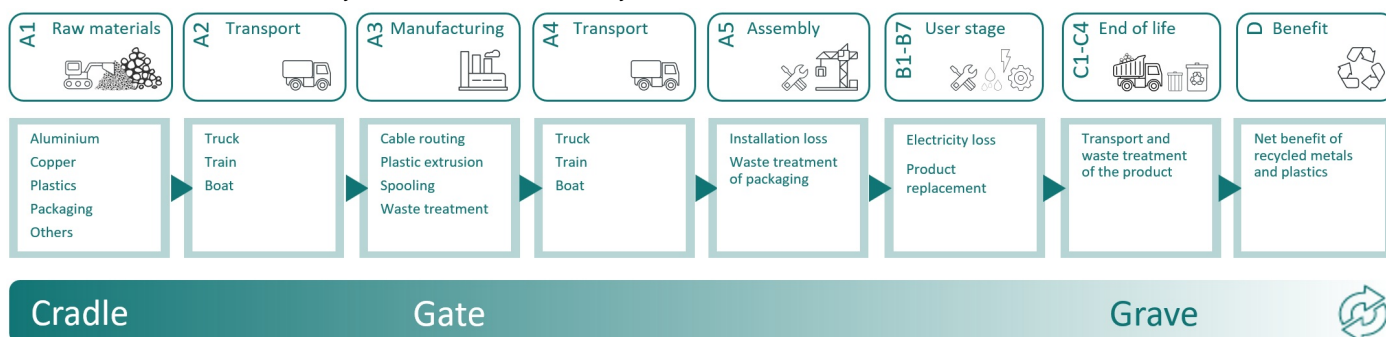 A1 Raw materials
A2 Transport
A3 Manufacturing
A4 Transport
A5 Assembly
B1-B7 User stage
C1-C4 End of life
D Benefit
Aluminium
Copper
Plastics
Packaging
Others
Truck
Train
Boat
Cable routing
Plastic extrusion
Spooling
Waste treatment
Truck
Train
Boat
Installation loss
Waste treatment
of packaging
Electricity loss
Product
replacement
Transport and
waste treatment
of the product
Net benefit of
recycled metals
and plastics
Cradle
Gate
Grave